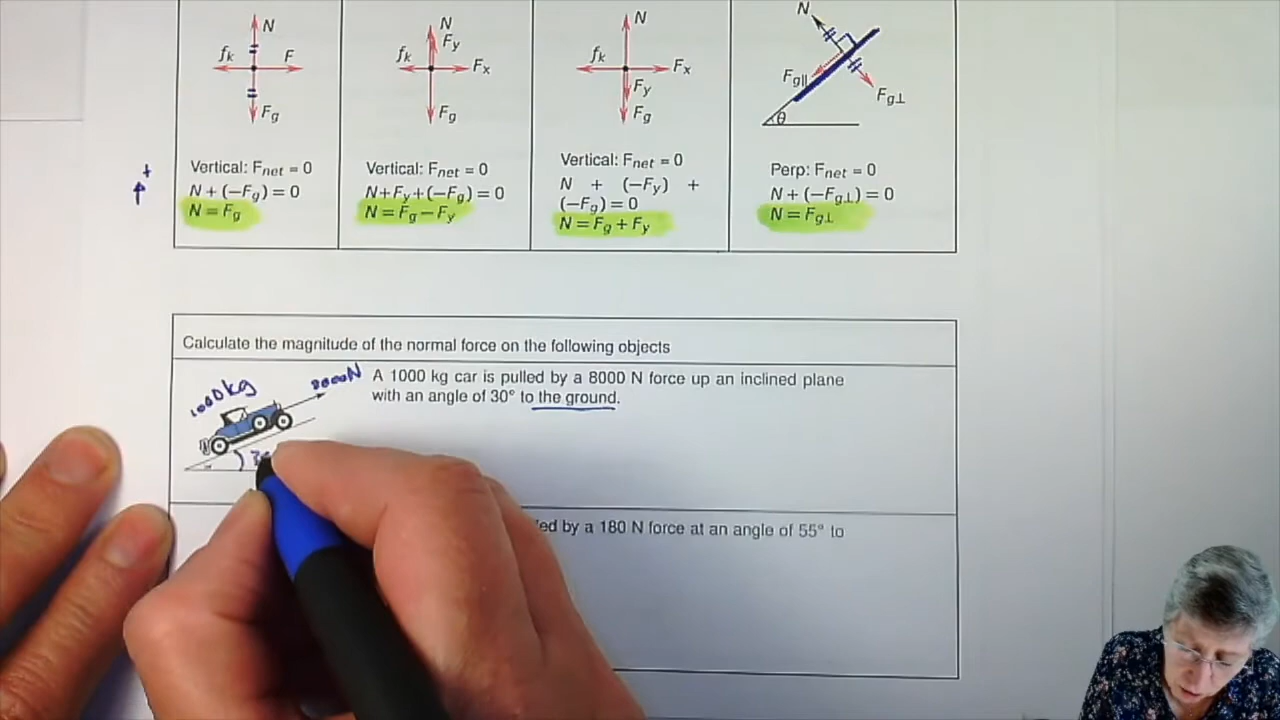 N
fk
F
Fg
Vertical: Fnet = 0
N + (−Fg) = 0
N = Fg
N
Fy
fk
Fx
Fg
Vertical: Fnet = 0
N+Fy+(−Fg) = 0
N = Fg − Fy
N
fk
Fx
Fy
Fg
Vertical: Fnet = 0
N + (−Fy) +
(−Fg) = 0
N = Fg + Fy
N
Fg||
Fg⊥
θ
Perp: Fnet = 0
N + (−Fg⊥) = 0
N = Fg⊥
+
Calculate the magnitude of the normal force on the following objects
1000kg
8000N
A 1000 kg car is pulled by a 8000 N force up an inclined plane
with an angle of 30° to the ground.
by a 180 N force at an angle of 55° to